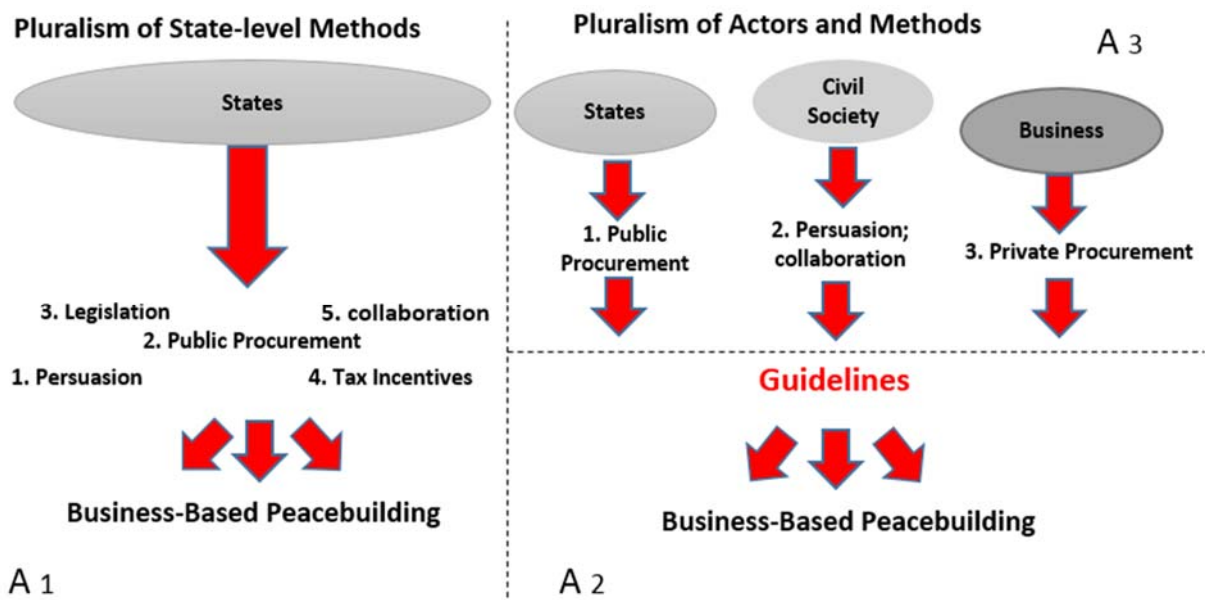 Pluralism of State-level Methods
States
3. Legislation
5. collaboration
2. Public Procurement
1. Persuasion
4. Tax Incentives
Business-Based Peacebuilding
A 1
Pluralism of Actors and Methods
A 3
States
Civil
Society
Business
1. Public
Procurement
2. Persuasion;
collaboration
3. Private Procurement
Guidelines
Business-Based Peacebuilding
A 2